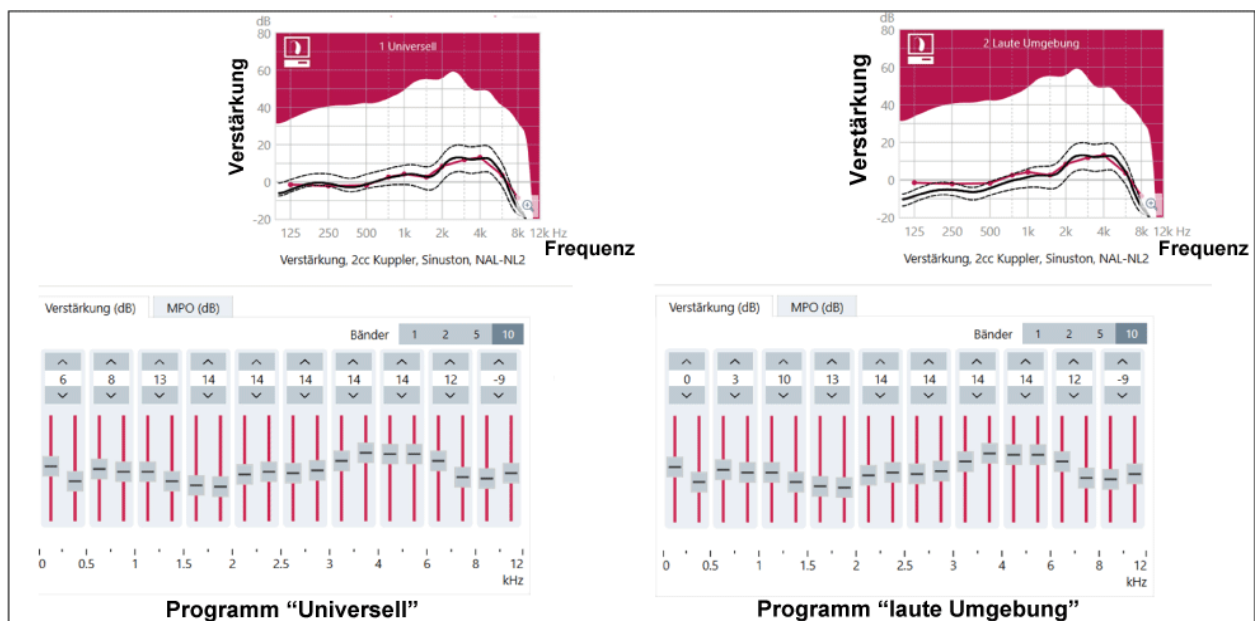 dB
80
60
40
20
0
-20
Verstärkung
1 Universell
125 250 500 1k 2k 4k 8k 12k Hz
Frequenz
Verstärkung, 2cc Kuppler, Sinuston, NAL-NL2
Verstärkung (dB) MPO (dB)
Bänder 1 2 5 10
6 8 13 14 14 14 14 14 12 -9
0 0.5 1 1.5 2 2.5 3 4 6 8 12
kHz
Programm “Universell”
dB
80
60
40
20
0
-20
Verstärkung
2 Laute Umgebung
125 250 500 1k 2k 4k 8k 12k Hz
Frequenz
Verstärkung, 2cc Kuppler, Sinuston, NAL-NL2
Verstärkung (dB) MPO (dB)
Bänder 1 2 5 10
0 3 10 13 14 14 14 14 12 -9
0 0.5 1 1.5 2 2.5 3 4 6 8 12
kHz
Programm “laute Umgebung”